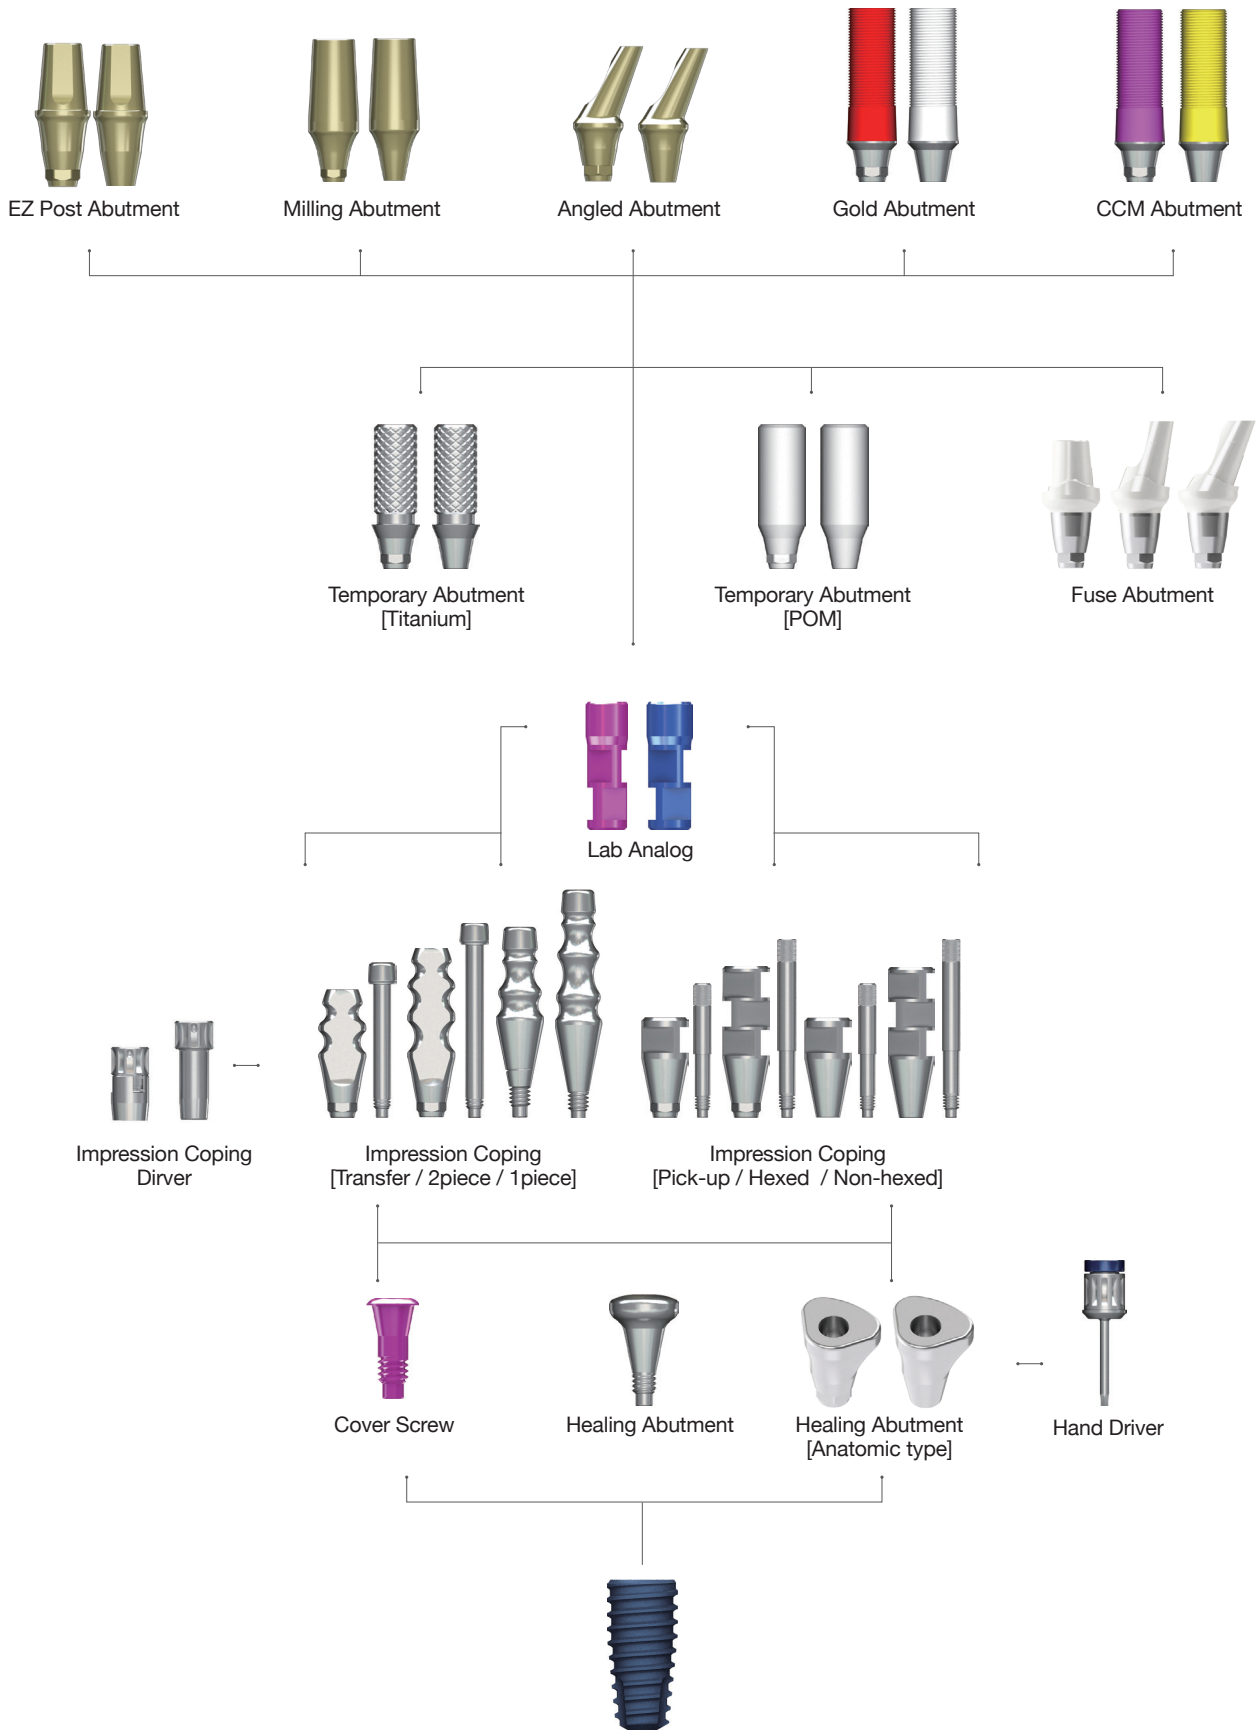 EZ Post Abutment
Milling Abutment
Angled Abutment
Gold Abutment
CCM Abutment
Temporary Abutment
[Titanium]
Temporary Abutment
[POM]
Fuse Abutment
Lab Analog
Impression Coping
Dirver
Impression Coping
[Transfer / 2piece / 1piece]
Impression Coping
[Pick-up / Hexed / Non-hexed]
Cover Screw
Healing Abutment
Healing Abutment
[Anatomic type]
Hand Driver